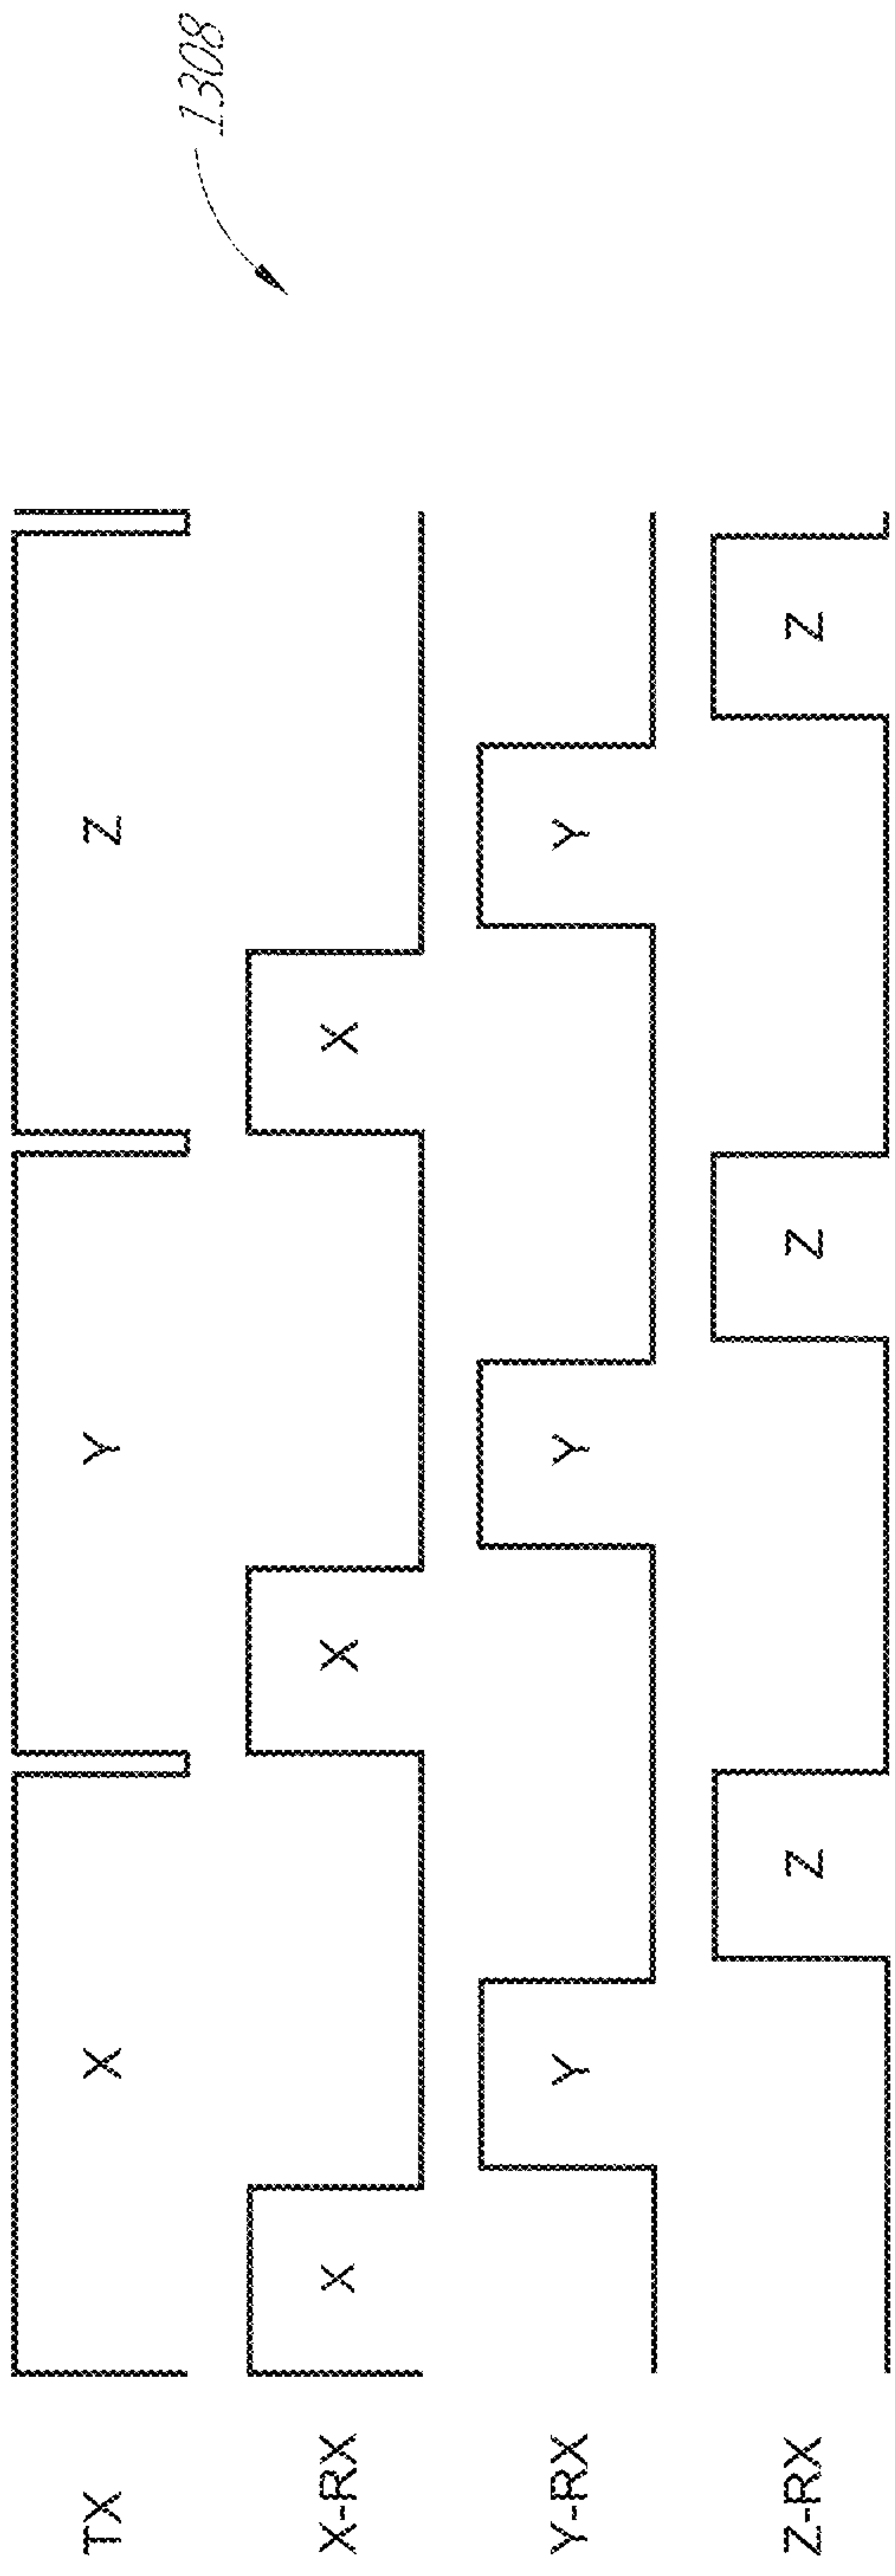 1308
TX X Y Z
X-RX X X X
Y-RX Y Y Y
Z-RX Z Z Z